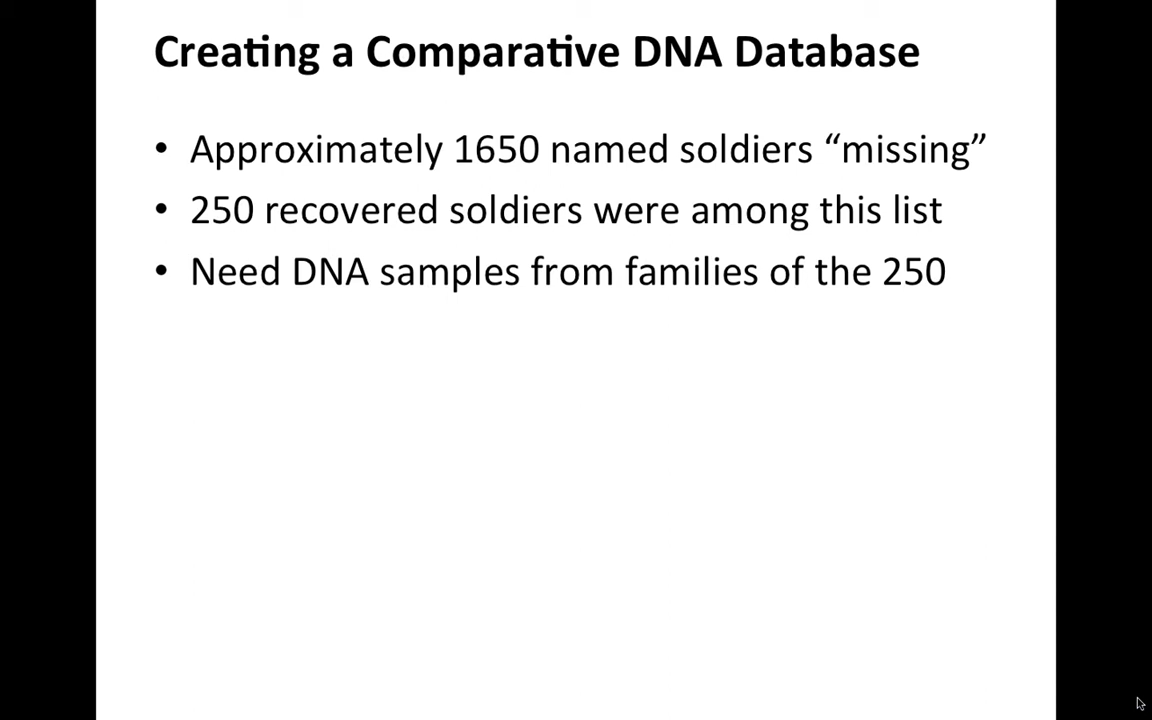 Creating a Comparative DNA Database
• Approximately 1650 named soldiers “missing”
• 250 recovered soldiers were among this list
• Need DNA samples from families of the 250